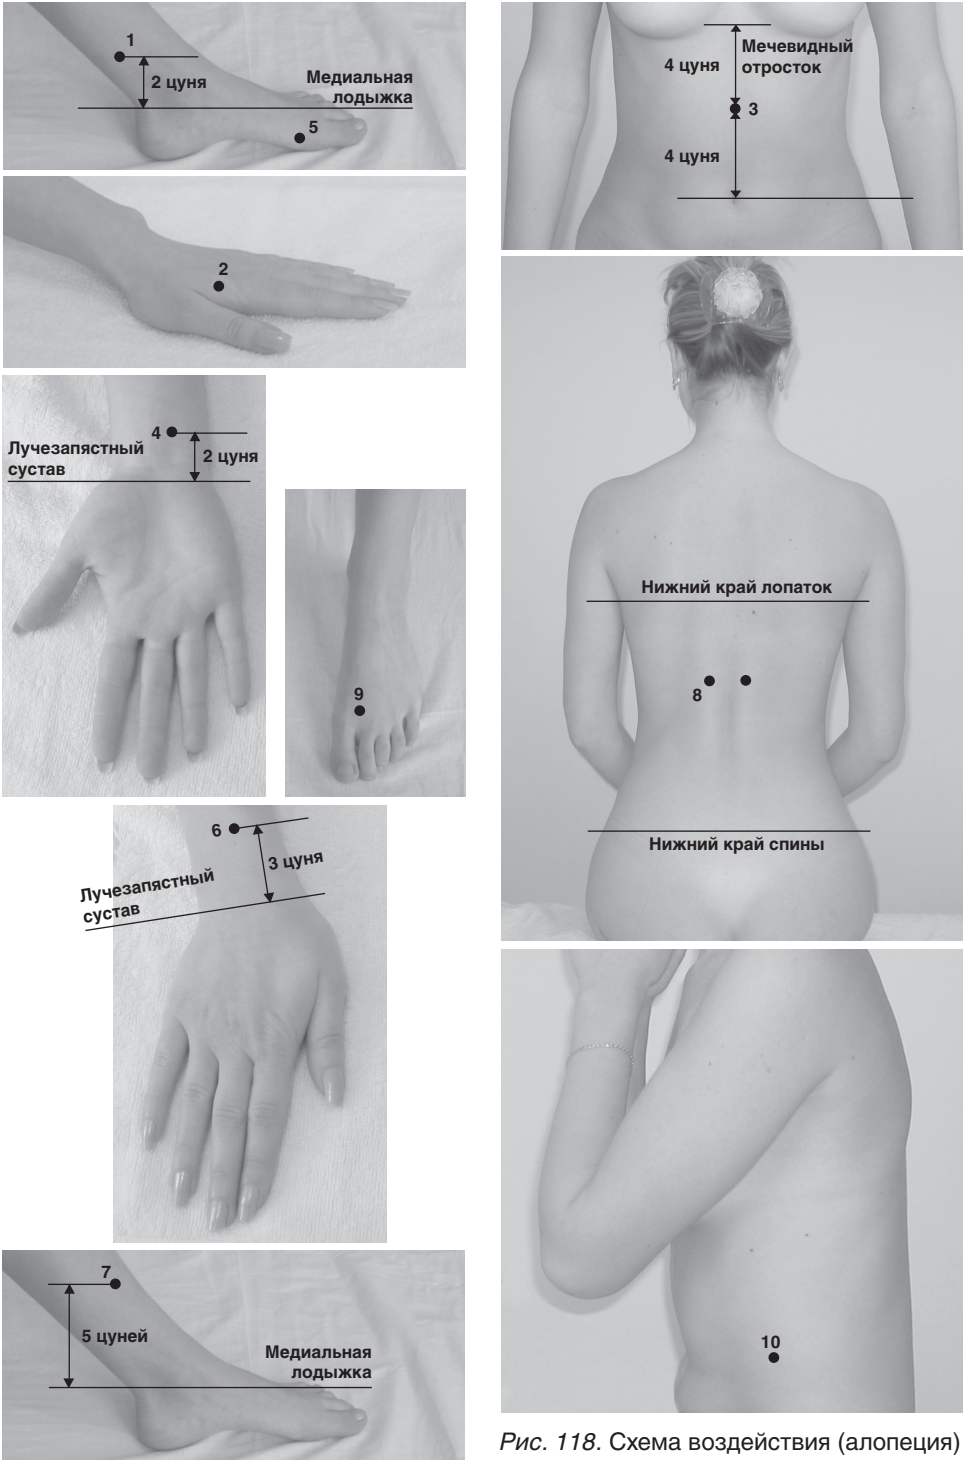 1
2 цуня
Медиальная
лодыжка
5
2
4
Лучезапястный
сустав
2 цуня
9
6
3 цуня
Лучезапястный
сустав
7
5 цуней
Медиальная
лодыжка
4 цуня
Мечевидный
отросток
3
4 цуня
Нижний край лопаток
8
Нижний край спины
10
Рис. 118. Схема воздействия (алопеция)